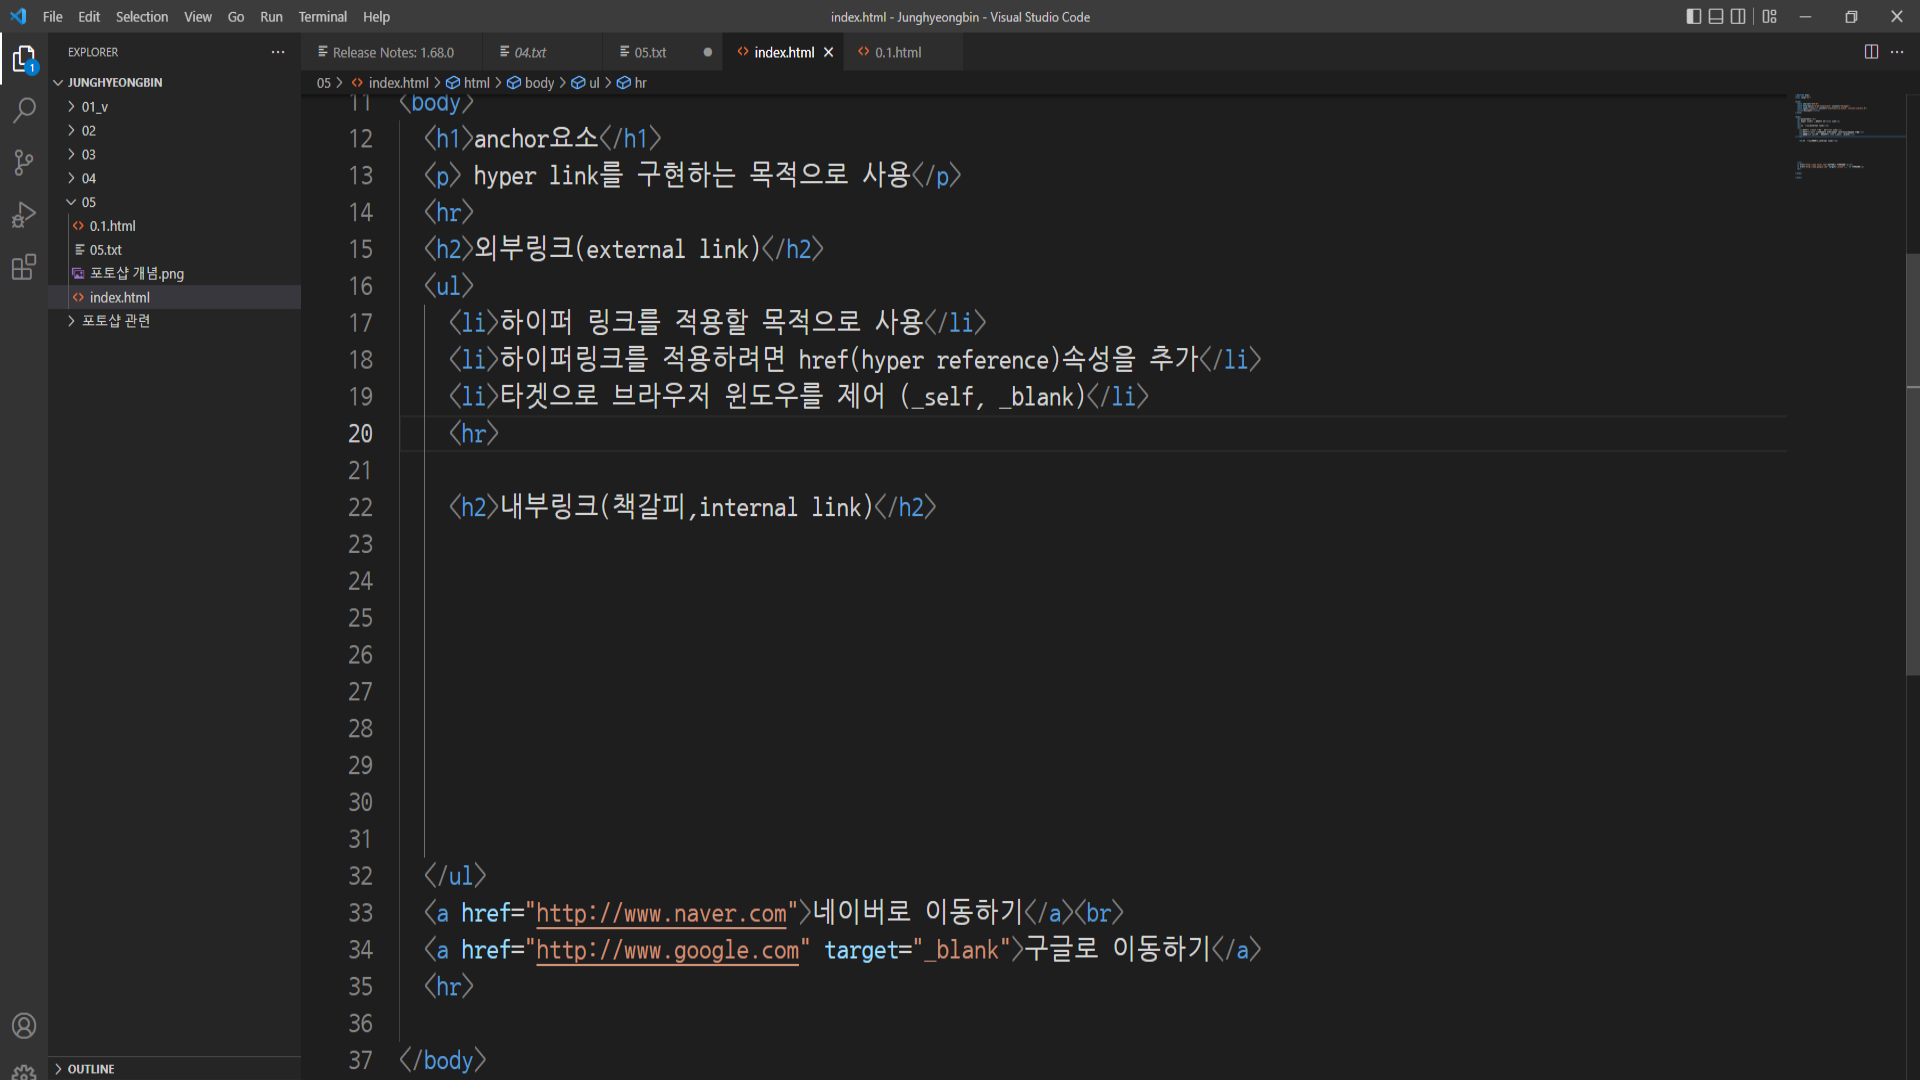 File Edit Selection View Go Run Terminal Help
index.html - Junghyeongbin - Visual Studio Code
EXPLORER
1
JUNGHYEONGBIN
01_v
02
03
04
05
0.1.html
05.txt
포토샵 개념.png
index.html
포토샵 관련
OUTLINE
Release Notes: 1.68.0 04.txt 05.txt index.html 0.1.html
05 > index.html > html > body > ul > hr
11 <body>
12 <h1>anchor요소</h1>
13 <p> hyper link를 구현하는 목적으로 사용</p>
14 <hr>
15 <h2>외부링크(external link)</h2>
16 <ul>
17 <li>하이퍼 링크를 적용할 목적으로 사용</li>
18 <li>하이퍼링크를 적용하려면 href(hyper reference)속성을 추가</li>
19 <li>타겟으로 브라우저 윈도우를 제어 (_self, _blank)</li>
20 <hr>
21
22 <h2>내부링크(책갈피,internal link)</h2>
23
24
25
26
27
28
29
30
31
32 </ul>
33 <a href="http://www.naver.com">네이버로 이동하기</a><br>
34 <a href="http://www.google.com" target="_blank">구글로 이동하기</a>
35 <hr>
36
37 </body>